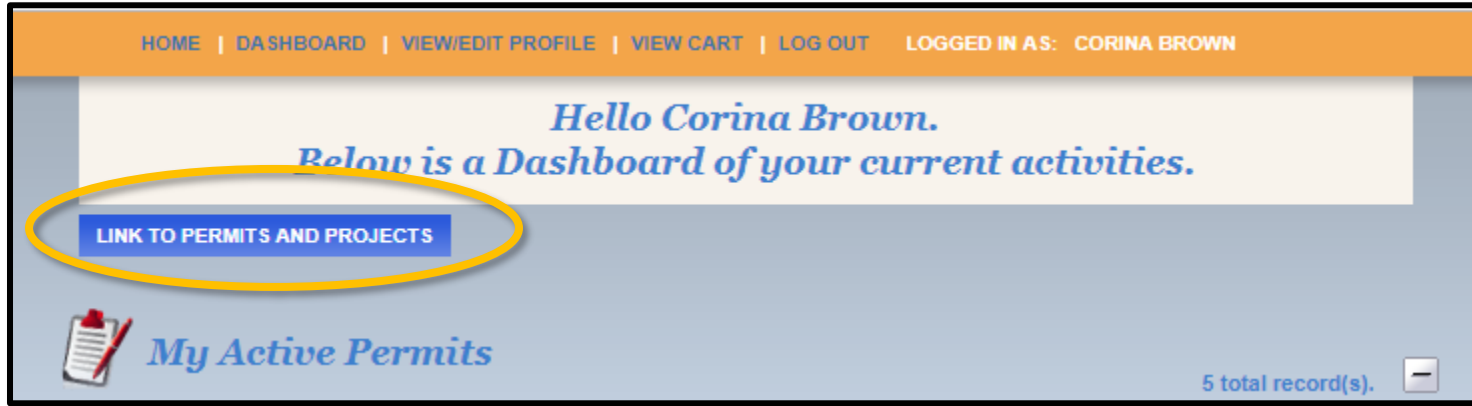 HOME | DASHBOARD | VIEW/EDIT PROFILE | VIEW CART | LOG OUT LOGGED IN AS: CORINA BROWN
Hello Corina Brown.
Below is a Dashboard of your current activities.
LINK TO PERMITS AND PROJECTS
My Active Permits
5 total record(s).